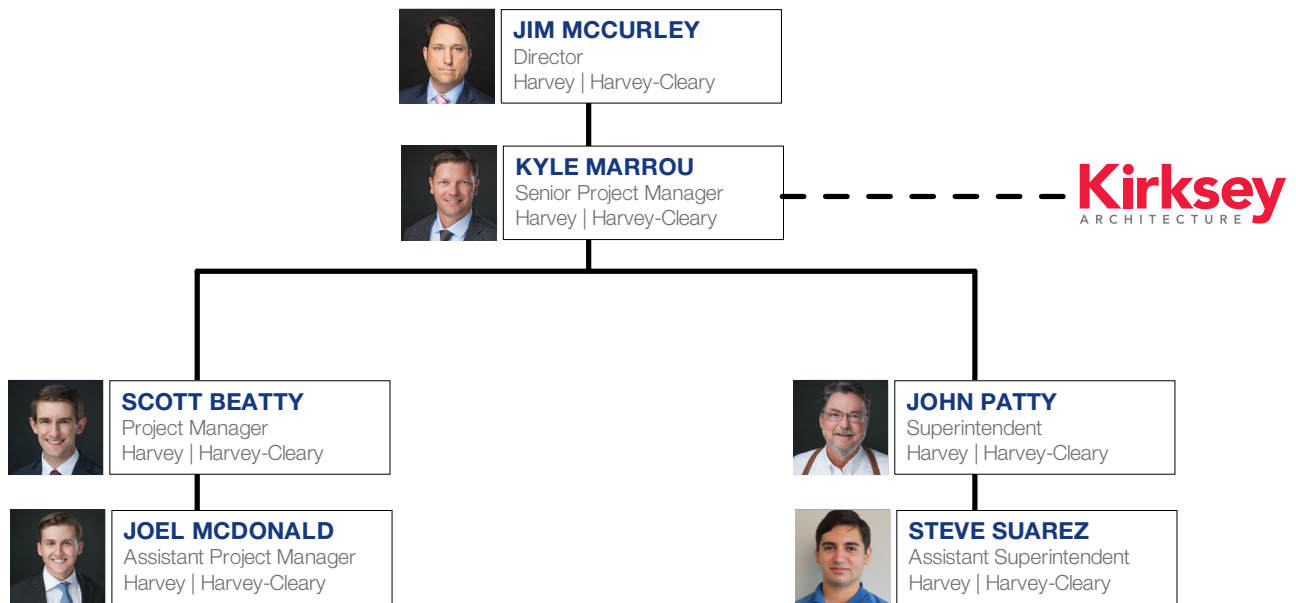 JIM MCCURLEY
Director
Harvey | Harvey-Cleary
KYLE MARROU
Senior Project Manager
Harvey | Harvey-Cleary
Kirksey
ARCHITECTURE
SCOTT BEATTY
Project Manager
Harvey | Harvey-Cleary
JOHN PATTY
Superintendent
Harvey | Harvey-Cleary
JOEL MCDONALD
Assistant Project Manager
Harvey | Harvey-Cleary
STEVE SUAREZ
Assistant Superintendent
Harvey | Harvey-Cleary